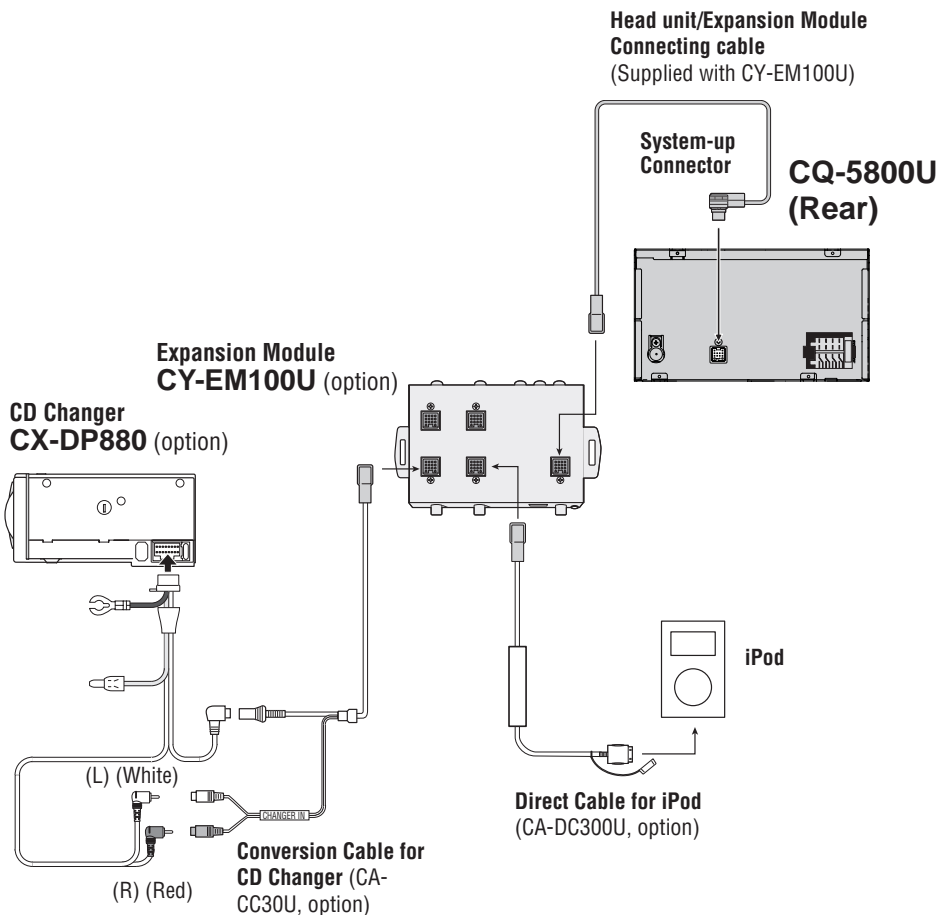 Head unit/Expansion Module
Connecting cable
(Supplied with CY-EM100U)
System-up
Connector
CQ-5800U
(Rear)
Expansion Module
CY-EM100U (option)
CD Changer
CX-DP880 (option)
iPod
(L) (White)
CHANGER IN
Direct Cable for iPod
(CA-DC300U, option)
Conversion Cable for
CD Changer (CA-
CC30U, option)
(R) (Red)